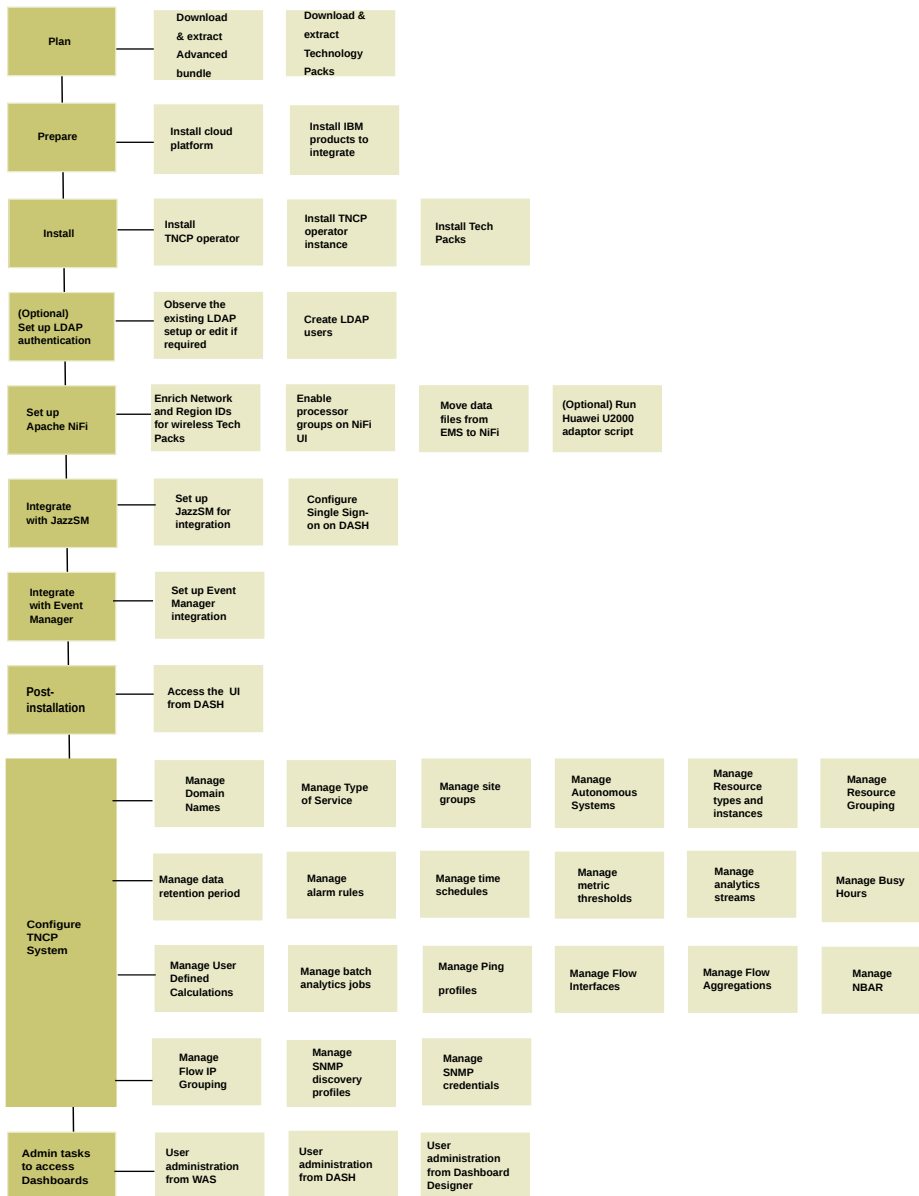 Plan
Download
& extract
Advanced
bundle
Download &
extract
Technology
Packs
Prepare
Install cloud
platform
Install IBM
products to
integrate
Install
Install
TNCP operator
Install TNCP
operator
instance
Install Tech
Packs
(Optional)
Set up LDAP
authentication
Observe the
existing LDAP
setup or edit if
required
Create LDAP
users
Set up
Apache NiFi
Enrich Network
and Region IDs
for wireless Tech
Packs
Enable
processor
groups on NiFi
UI
Move data
files from
EMS to NiFi
(Optional) Run
Huawei U2000
adaptor script
Integrate
with JazzSM
Set up
JazzSM for
integration
Configure
Single Sign-
on on DASH
Integrate
with Event
Manager
Set up Event
Manager
integration
Post-
installation
Access the  UI
from DASH
Configure
TNCP
System
Manage
Domain
Names
Manage Type
of Service
Manage site
groups
Manage
Autonomous
Systems
Manage
Resource
types and
instances
Manage
Resource
Grouping
Manage data
retention period
Manage
alarm rules
Manage time
schedules
Manage
metric
thresholds
Manage
analytics
streams
Manage Busy
Hours
Manage User
Defined
Calculations
Manage batch
analytics jobs
Manage Ping
profiles
Manage Flow
Interfaces
Manage Flow
Aggregations
Manage
NBAR
Manage
Flow IP
Grouping
Manage
SNMP
discovery
profiles
Manage
SNMP
credentials
Admin tasks
to access
Dashboards
User
administration
from WAS
User
administration
from DASH
User
administration
from Dashboard
Designer